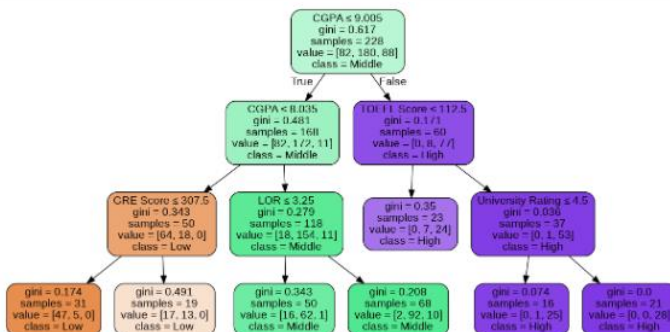 CGPA ≤ 9.005
gini = 0.617
samples = 228
value = [82, 180, 88]
class = Middle
True
False
CGPA ≤ 8.035
gini = 0.481
samples = 168
value = [82, 172, 11]
class = Middle
TOEFL Score ≤ 112.5
gini = 0.171
samples = 60
value = [0, 8, 77]
class = High
GRE Score ≤ 307.5
gini = 0.343
samples = 50
value = [64, 18, 0]
class = Low
LOR ≤ 3.25
gini = 0.279
samples = 118
value = [18, 154, 11]
class = Middle
gini = 0.35
samples = 23
value = [0, 7, 24]
class = High
University Rating ≤ 4.5
gini = 0.036
samples = 37
value = [0, 1, 53]
class = High
gini = 0.174
samples = 31
value = [47, 5, 0]
class = Low
gini = 0.491
samples = 19
value = [17, 13, 0]
class = Low
gini = 0.343
samples = 50
value = [16, 62, 1]
class = Middle
gini = 0.208
samples = 68
value = [2, 92, 10]
class = Middle
gini = 0.074
samples = 16
value = [0, 1, 25]
class = High
gini = 0.0
samples = 21
value = [0, 0, 28]
class = High